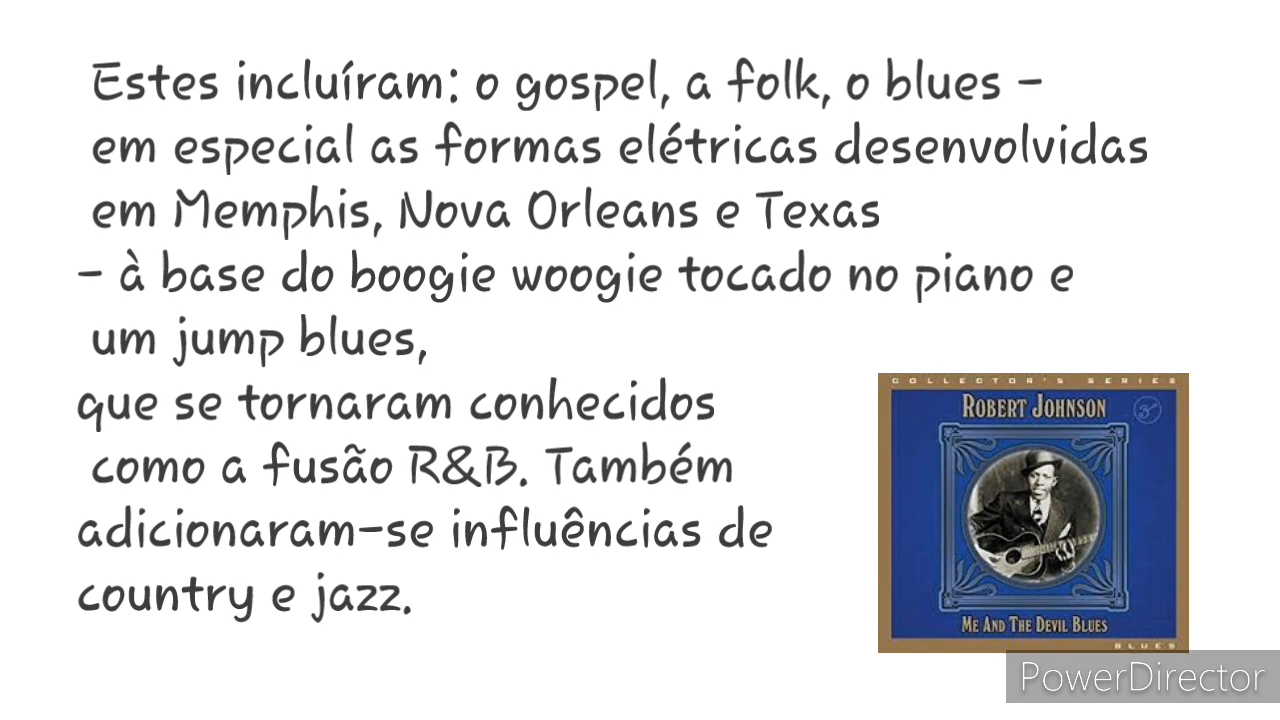 Estes incluíram: o gospel, a folk, o blues -
em especial as formas elétricas desenvolvidas
em Memphis, Nova Orleans e Texas
- à base do boogie woogie tocado no piano e
um jump blues,
que se tornaram conhecidos
como a fusão R&B. Também
adicionaram-se influências de
country e jazz.
COLLECTOR'S SERIES
ROBERT JOHNSON
ME AND THE DEVIL BLUES
BLUES
PowerDirector